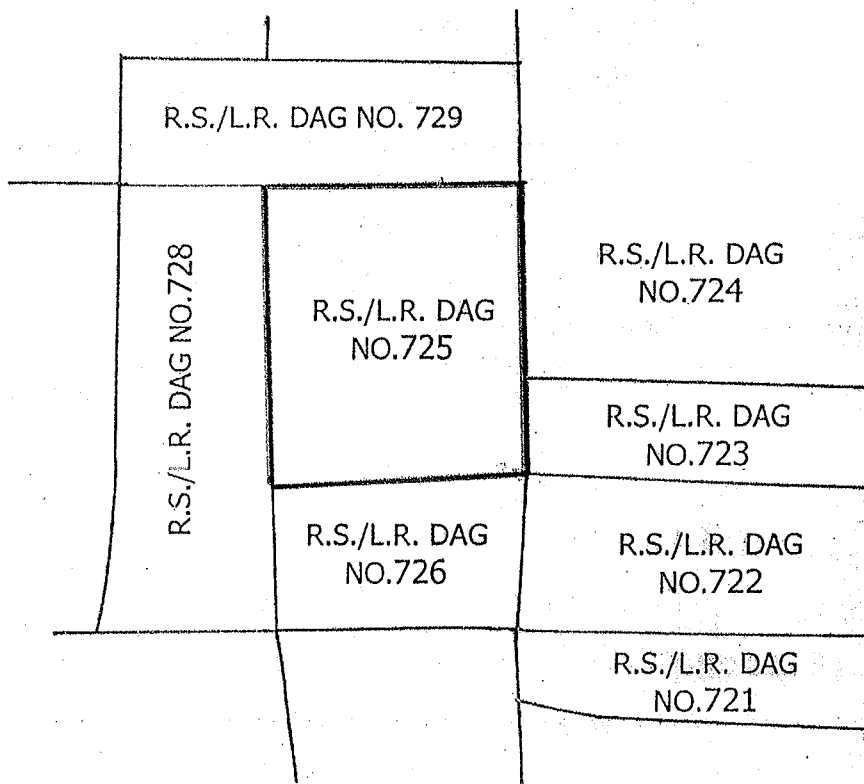 R.S./L.R. DAG NO. 729
R.S./L.R. DAG NO.728
R.S./L.R. DAG
NO.725
R.S./L.R. DAG
NO.724
R.S./L.R. DAG
NO.723
R.S./L.R. DAG
NO.726
R.S./L.R. DAG
NO.722
R.S./L.R. DAG
NO.721